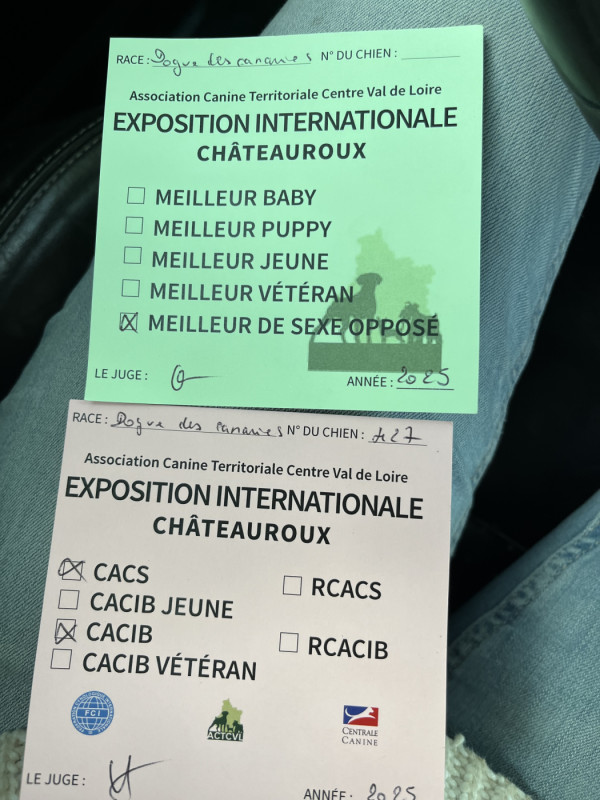 RACE : Dogue des canaries N° DU CHIEN :
Association Canine Territoriale Centre Val de Loire
EXPOSITION INTERNATIONALE
CHÂTEAUROUX
MEILLEUR BABY
MEILLEUR PUPPY
MEILLEUR JEUNE
MEILLEUR VÉTÉRAN
MEILLEUR DE SEXE OPPOSÉ
LE JUGE : ANNÉE : 2025
RACE : Dogue des canaries N° DU CHIEN : 427
Association Canine Territoriale Centre Val de Loire
EXPOSITION INTERNATIONALE
CHÂTEAUROUX
CACS RCACS
CACIB JEUNE
CACIB RCACIB
CACIB VÉTÉRAN
FCI
ACTCVL
CENTRALE
CANINE
LE JUGE :
ANNÉE : 2025